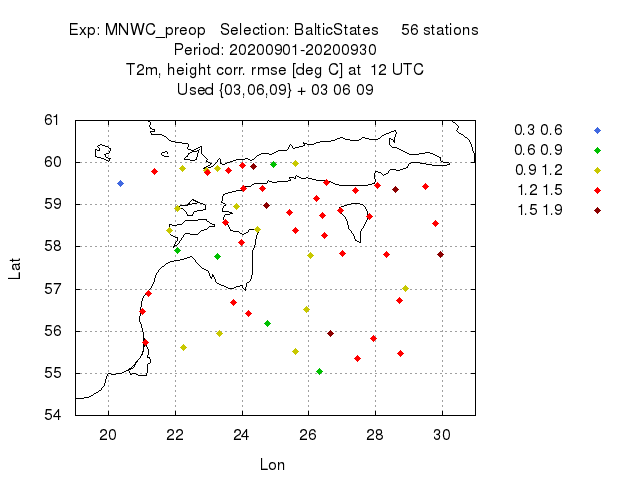 Exp: MNWC_preop   Selection: BalticStates     56 stations
Period: 20200901-20200930
T2m, height corr. rmse [deg C] at  12 UTC
Used {03,06,09} + 03 06 09
0.3 0.6
0.6 0.9
0.9 1.2
1.2 1.5
1.5 1.9
61
60
59
58
57
56
55
54
Lat
20 22 24 26 28 30
Lon